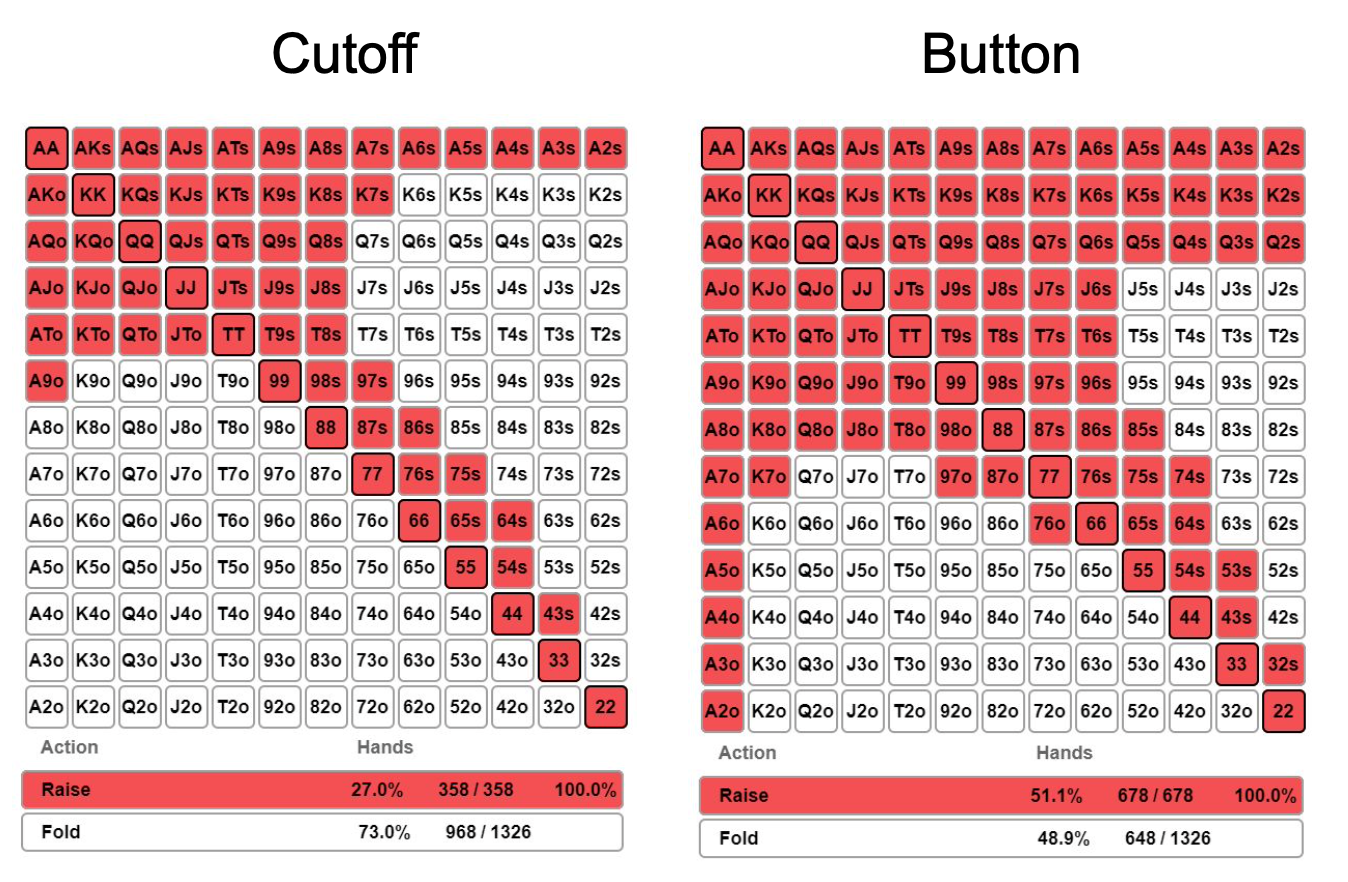 Cutoff Button
AA AKs AQs AJs ATs A9s A8s A7s A6s A5s A4s A3s A2s AA AKs AQs AJs ATs A9s A8s A7s A6s A5s A4s A3s A2s
AKo KK KQs KJs KTs K9s K8s K7s K6s K5s K4s K3s K2s AKo KK KQs KJs KTs K9s K8s K7s K6s K5s K4s K3s K2s
AQo KQo QQ QJs QTs Q9s Q8s Q7s Q6s Q5s Q4s Q3s Q2s AQo KQo QQ QJs QTs Q9s Q8s Q7s Q6s Q5s Q4s Q3s Q2s
AJo KJo QJo JJ JTs J9s J8s J7s J6s J5s J4s J3s J2s AJo KJo QJo JJ JTs J9s J8s J7s J6s J5s J4s J3s J2s
ATo KTo QTo JTo TT T9s T8s T7s T6s T5s T4s T3s T2s ATo KTo QTo JTo TT T9s T8s T7s T6s T5s T4s T3s T2s
A9o K9o Q9o J9o T9o 99 98s 97s 96s 95s 94s 93s 92s A9o K9o Q9o J9o T9o 99 98s 97s 96s 95s 94s 93s 92s
A8o K8o Q8o J8o T8o 98o 88 87s 86s 85s 84s 83s 82s A8o K8o Q8o J8o T8o 98o 88 87s 86s 85s 84s 83s 82s
A7o K7o Q7o J7o T7o 97o 87o 77 76s 75s 74s 73s 72s A7o K7o Q7o J7o T7o 97o 87o 77 76s 75s 74s 73s 72s
A6o K6o Q6o J6o T6o 96o 86o 76o 66 65s 64s 63s 62s A6o K6o Q6o J6o T6o 96o 86o 76o 66 65s 64s 63s 62s
A5o K5o Q5o J5o T5o 95o 85o 75o 65o 55 54s 53s 52s A5o K5o Q5o J5o T5o 95o 85o 75o 65o 55 54s 53s 52s
A4o K4o Q4o J4o T4o 94o 84o 74o 64o 54o 44 43s 42s A4o K4o Q4o J4o T4o 94o 84o 74o 64o 54o 44 43s 42s
A3o K3o Q3o J3o T3o 93o 83o 73o 63o 53o 43o 33 32s A3o K3o Q3o J3o T3o 93o 83o 73o 63o 53o 43o 33 32s
A2o K2o Q2o J2o T2o 92o 82o 72o 62o 52o 42o 32o 22 A2o K2o Q2o J2o T2o 92o 82o 72o 62o 52o 42o 32o 22
Action Hands Action Hands
Raise 27.0% 358 / 358 100.0% Raise 51.1% 678 / 678 100.0%
Fold 73.0% 968 / 1326 Fold 48.9% 648 / 1326